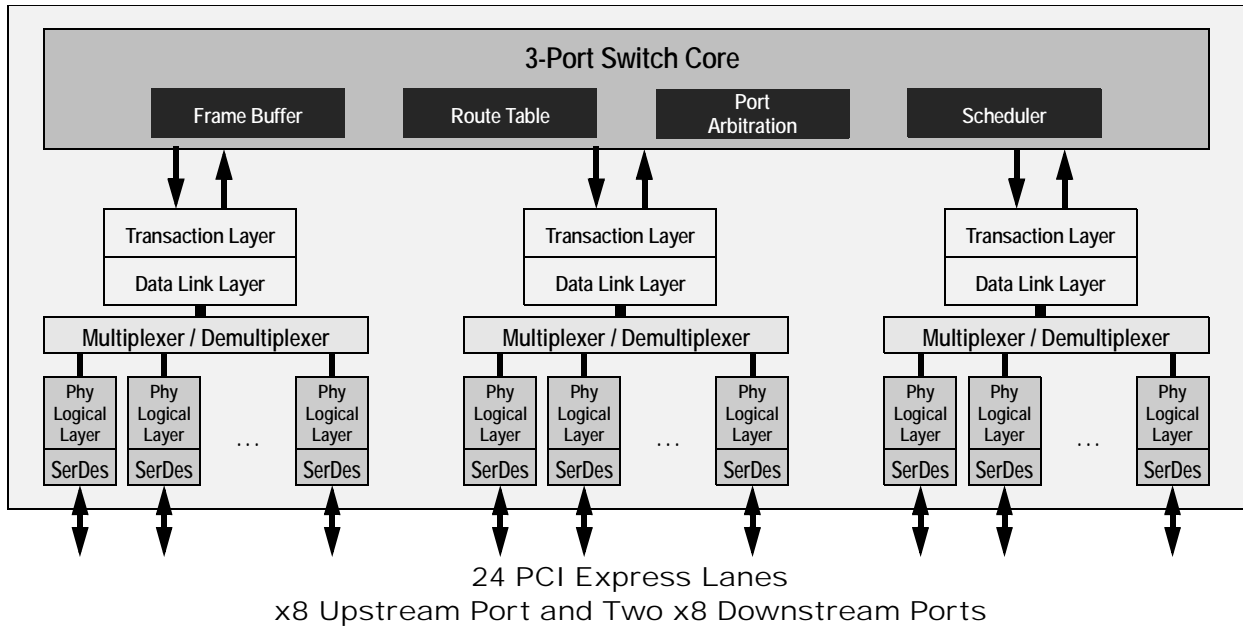 3-Port Switch Core
Frame Buffer
Route Table
Port
Arbitration
Scheduler
Transaction Layer
Data Link Layer
Transaction Layer
Data Link Layer
Transaction Layer
Data Link Layer
Multiplexer / Demultiplexer
Multiplexer / Demultiplexer
Multiplexer / Demultiplexer
Phy
Logical
Layer
SerDes
Phy
Logical
Layer
SerDes
...
Phy
Logical
Layer
SerDes
Phy
Logical
Layer
SerDes
Phy
Logical
Layer
SerDes
...
Phy
Logical
Layer
SerDes
Phy
Logical
Layer
SerDes
Phy
Logical
Layer
SerDes
...
Phy
Logical
Layer
SerDes
24 PCI Express Lanes
x8 Upstream Port and Two x8 Downstream Ports